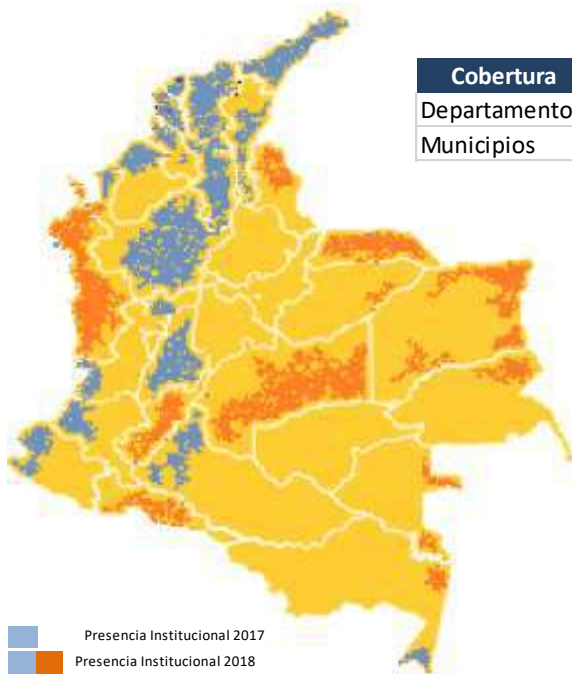 Cobertura
Departamento
Municipios
Presencia Institucional 2017
Presencia Institucional 2018